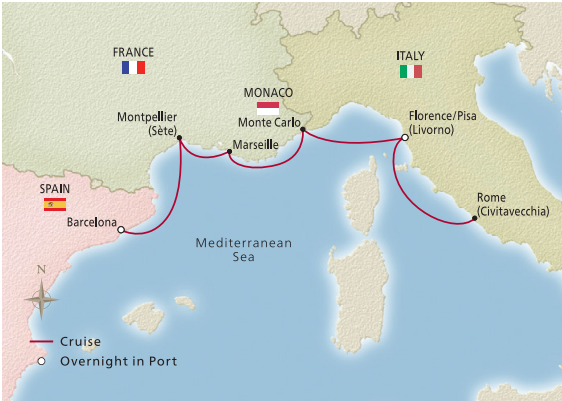 FRANCE
ITALY
MONACO
Montpellier
(Sète)
Monte Carlo
Florence/Pisa
(Livorno)
Marseille
SPAIN
Barcelona
Rome
(Civitavecchia)
Mediterranean
Sea
N
Cruise
Overnight in Port